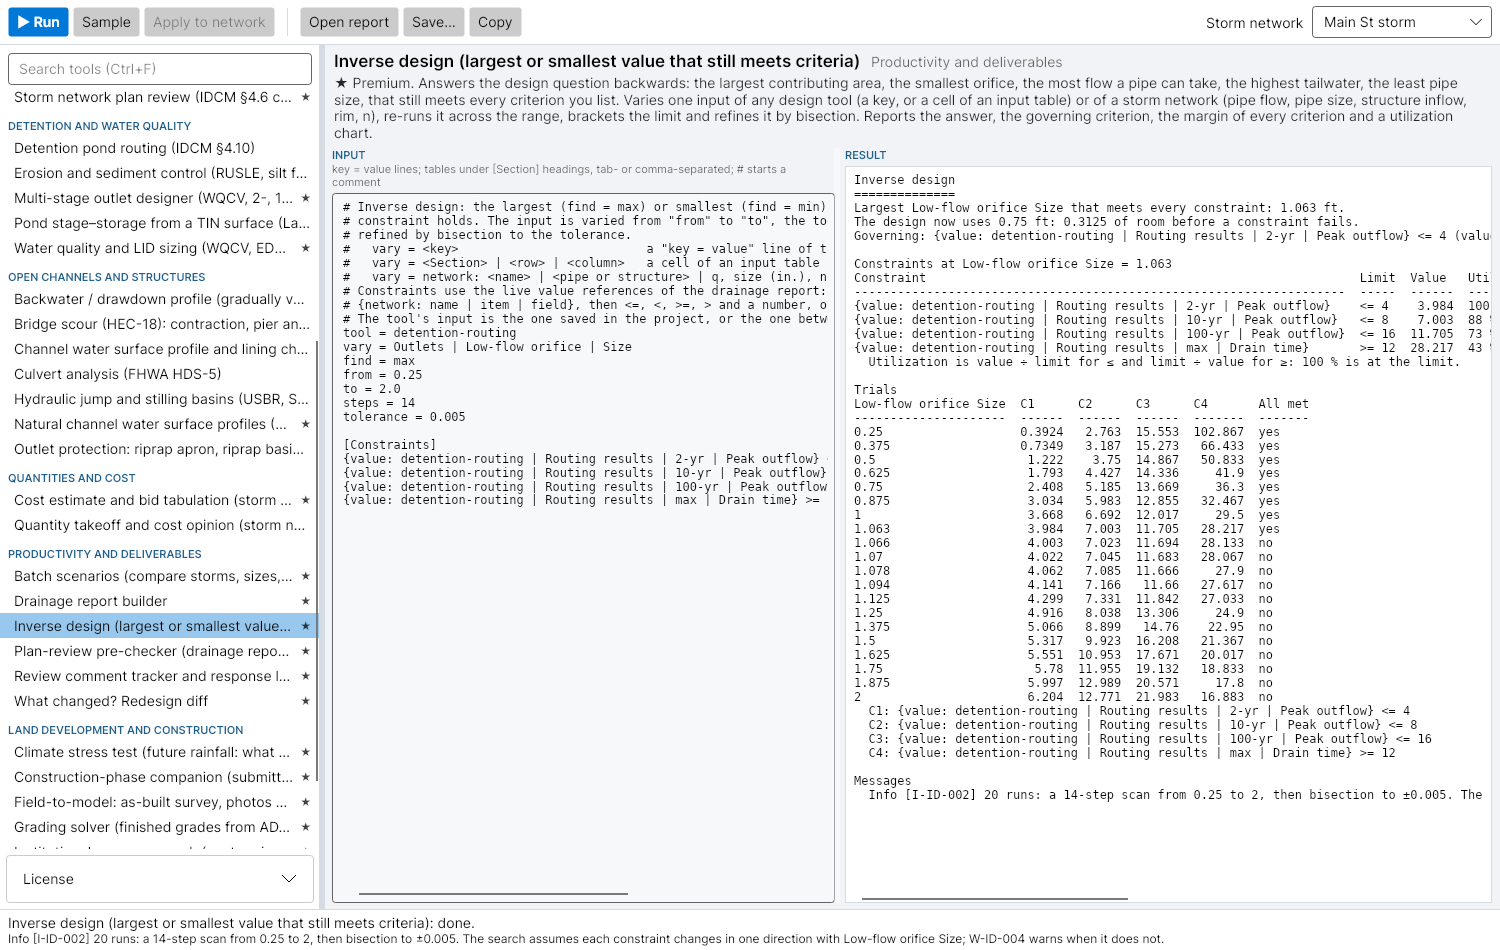 ▶ Run
Sample
Apply to network
Open report
Save...
Copy
Storm network
Main St storm
Search tools (Ctrl+F)
Storm network plan review (IDCM §4.6 c... ★
DETENTION AND WATER QUALITY
Detention pond routing (IDCM §4.10)
Erosion and sediment control (RUSLE, silt f...
Multi-stage outlet designer (WQCV, 2-, 1... ★
Pond stage–storage from a TIN surface (La...
Water quality and LID sizing (WQCV, ED... ★
OPEN CHANNELS AND STRUCTURES
Backwater / drawdown profile (gradually v...
Bridge scour (HEC-18): contraction, pier an...
Channel water surface profile and lining ch...
Culvert analysis (FHWA HDS-5)
Hydraulic jump and stilling basins (USBR, S...
Natural channel water surface profiles (... ★
Outlet protection: riprap apron, riprap basi...
QUANTITIES AND COST
Cost estimate and bid tabulation (storm ... ★
Quantity takeoff and cost opinion (storm n...
PRODUCTIVITY AND DELIVERABLES
Batch scenarios (compare storms, sizes,... ★
Drainage report builder ★
Inverse design (largest or smallest value... ★
Plan-review pre-checker (drainage repo... ★
Review comment tracker and response l... ★
What changed? Redesign diff ★
LAND DEVELOPMENT AND CONSTRUCTION
Climate stress test (future rainfall: what ... ★
Construction-phase companion (submitt... ★
Field-to-model: as-built survey, photos ... ★
Grading solver (finished grades from AD... ★
License
Inverse design (largest or smallest value that still meets criteria) Productivity and deliverables
★ Premium. Answers the design question backwards: the largest contributing area, the smallest orifice, the most flow a pipe can take, the highest tailwater, the least pipe
size, that still meets every criterion you list. Varies one input of any design tool (a key, or a cell of an input table) or of a storm network (pipe flow, pipe size, structure inflow,
rim, n), re-runs it across the range, brackets the limit and refines it by bisection. Reports the answer, the governing criterion, the margin of every criterion and a utilization
chart.
INPUT
key = value lines; tables under [Section] headings, tab- or comma-separated; # starts a
comment
# Inverse design: the largest (find = max) or smallest (find = min)
# constraint holds. The input is varied from "from" to "to", the to
# refined by bisection to the tolerance.
#   vary = <key>                          a "key = value" line of t
#   vary = <Section> | <row> | <column>   a cell of an input table
#   vary = network: <name> | <pipe or structure> | q, size (in.), n
# Constraints use the live value references of the drainage report:
# {network: name | item | field}, then <=, <, >=, > and a number, o
# The tool's input is the one saved in the project, or the one betw
tool = detention-routing
vary = Outlets | Low-flow orifice | Size
find = max
from = 0.25
to = 2.0
steps = 14
tolerance = 0.005
[Constraints]
{value: detention-routing | Routing results | 2-yr | Peak outflow}
{value: detention-routing | Routing results | 10-yr | Peak outflow}
{value: detention-routing | Routing results | 100-yr | Peak outflow
{value: detention-routing | Routing results | max | Drain time} >=
RESULT
Inverse design
==============
Largest Low-flow orifice Size that meets every constraint: 1.063 ft.
The design now uses 0.75 ft: 0.3125 of room before a constraint fails.
Governing: {value: detention-routing | Routing results | 2-yr | Peak outflow} <= 4 (valu
Constraints at Low-flow orifice Size = 1.063
Constraint Limit Value Uti
-------------------------------------------------------------------- ----- ------ ---
{value: detention-routing | Routing results | 2-yr | Peak outflow} <= 4 3.984 100
{value: detention-routing | Routing results | 10-yr | Peak outflow} <= 8 7.003 88
{value: detention-routing | Routing results | 100-yr | Peak outflow} <= 16 11.705 73
{value: detention-routing | Routing results | max | Drain time} >= 12 28.217 43
Utilization is value ÷ limit for ≤ and limit ÷ value for ≥: 100 % is at the limit.
Trials
Low-flow orifice Size C1 C2 C3 C4 All met
--------------------- ------ ------ ------ ------- -------
0.25 0.3924 2.763 15.553 102.867 yes
0.375 0.7349 3.187 15.273 66.433 yes
0.5 1.222 3.75 14.867 50.833 yes
0.625 1.793 4.427 14.336 41.9 yes
0.75 2.408 5.185 13.669 36.3 yes
0.875 3.034 5.983 12.855 32.467 yes
1 3.668 6.692 12.017 29.5 yes
1.063 3.984 7.003 11.705 28.217 yes
1.066 4.003 7.023 11.694 28.133 no
1.07 4.022 7.045 11.683 28.067 no
1.078 4.062 7.085 11.666 27.9 no
1.094 4.141 7.166 11.66 27.617 no
1.125 4.299 7.331 11.842 27.033 no
1.25 4.916 8.038 13.306 24.9 no
1.375 5.066 8.899 14.76 22.95 no
1.5 5.317 9.923 16.208 21.367 no
1.625 5.551 10.953 17.671 20.017 no
1.75 5.78 11.955 19.132 18.833 no
1.875 5.997 12.989 20.571 17.8 no
2 6.204 12.771 21.983 16.883 no
C1: {value: detention-routing | Routing results | 2-yr | Peak outflow} <= 4
C2: {value: detention-routing | Routing results | 10-yr | Peak outflow} <= 8
C3: {value: detention-routing | Routing results | 100-yr | Peak outflow} <= 16
C4: {value: detention-routing | Routing results | max | Drain time} >= 12
Messages
Info [I-ID-002] 20 runs: a 14-step scan from 0.25 to 2, then bisection to ±0.005. The
Inverse design (largest or smallest value that still meets criteria): done.
Info [I-ID-002] 20 runs: a 14-step scan from 0.25 to 2, then bisection to ±0.005. The search assumes each constraint changes in one direction with Low-flow orifice Size; W-ID-004 warns when it does not.